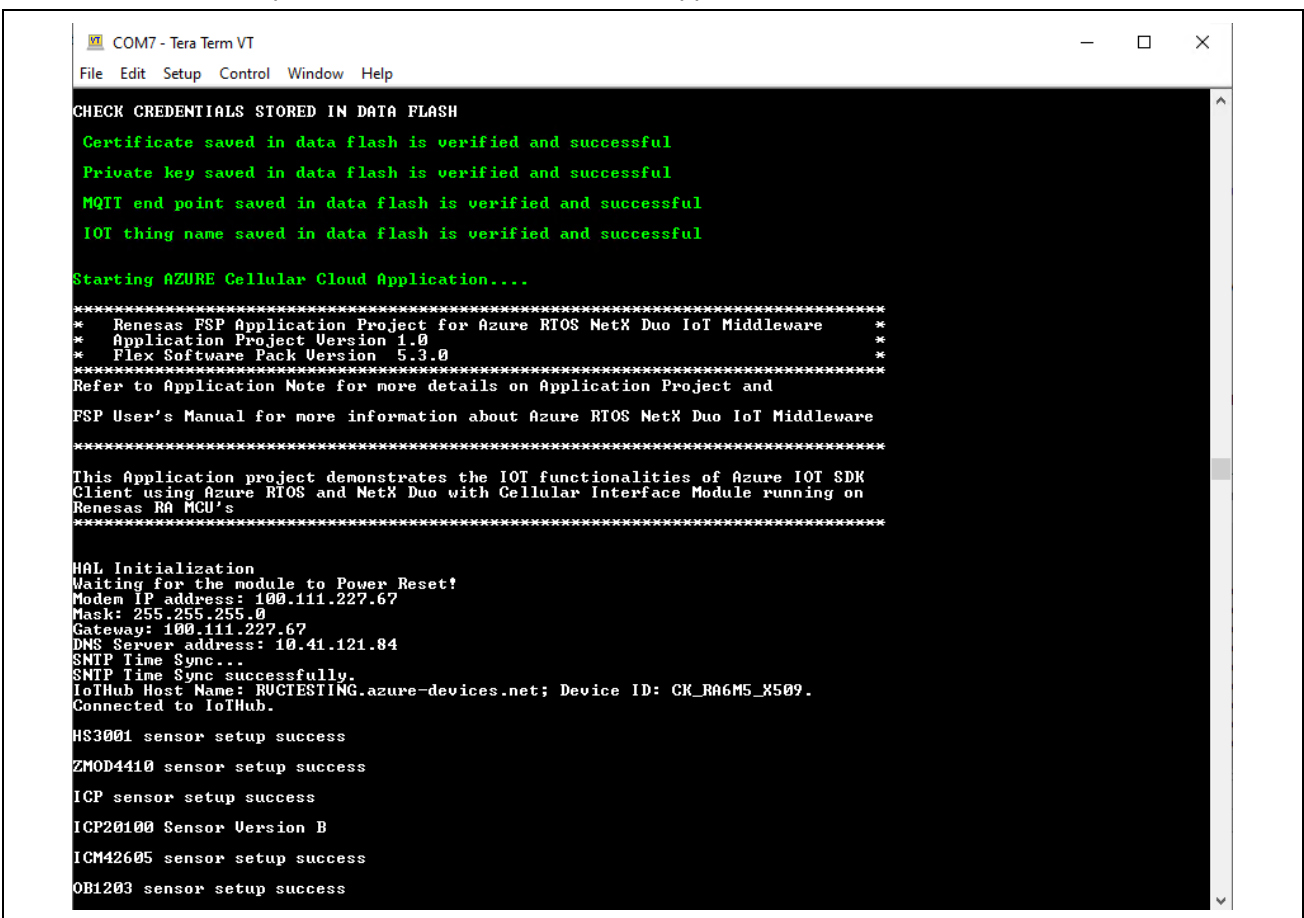 COM7 - Tera Term VT
File Edit Setup Control Window Help
CHECK CREDENTIALS STORED IN DATA FLASH
Certificate saved in data flash is verified and successful
Private key saved in data flash is verified and successful
MQTT end point saved in data flash is verified and successful
IOT thing name saved in data flash is verified and successful
Starting AZURE Cellular Cloud Application....
*******************************************************************************
* Renesas FSP Application Project for Azure RTOS NetX Duo IoT Middleware *
* Application Project Version 1.0 *
* Flex Software Pack Version 5.3.0 *
*******************************************************************************
Refer to Application Note for more details on Application Project and
FSP User's Manual for more information about Azure RTOS NetX Duo IoT Middleware
*******************************************************************************
This Application project demonstrates the IOT functionalities of Azure IOT SDK
Client using Azure RTOS and NetX Duo with Cellular Interface Module running on
Renesas RA MCU's
*******************************************************************************
HAL Initialization
Waiting for the module to Power Reset!
Modem IP address: 100.111.227.67
Mask: 255.255.255.0
Gateway: 100.111.227.67
DNS Server address: 10.41.121.84
SNTP Time Sync...
SNTP Time Sync successfully.
IoTHub Host Name: RVCTESTING.azure-devices.net; Device ID: CK_RA6M5_X509.
Connected to IoTHub.
HS3001 sensor setup success
ZMOD4410 sensor setup success
ICP sensor setup success
ICP20100 Sensor Version B
ICM42605 sensor setup success
OB1203 sensor setup success